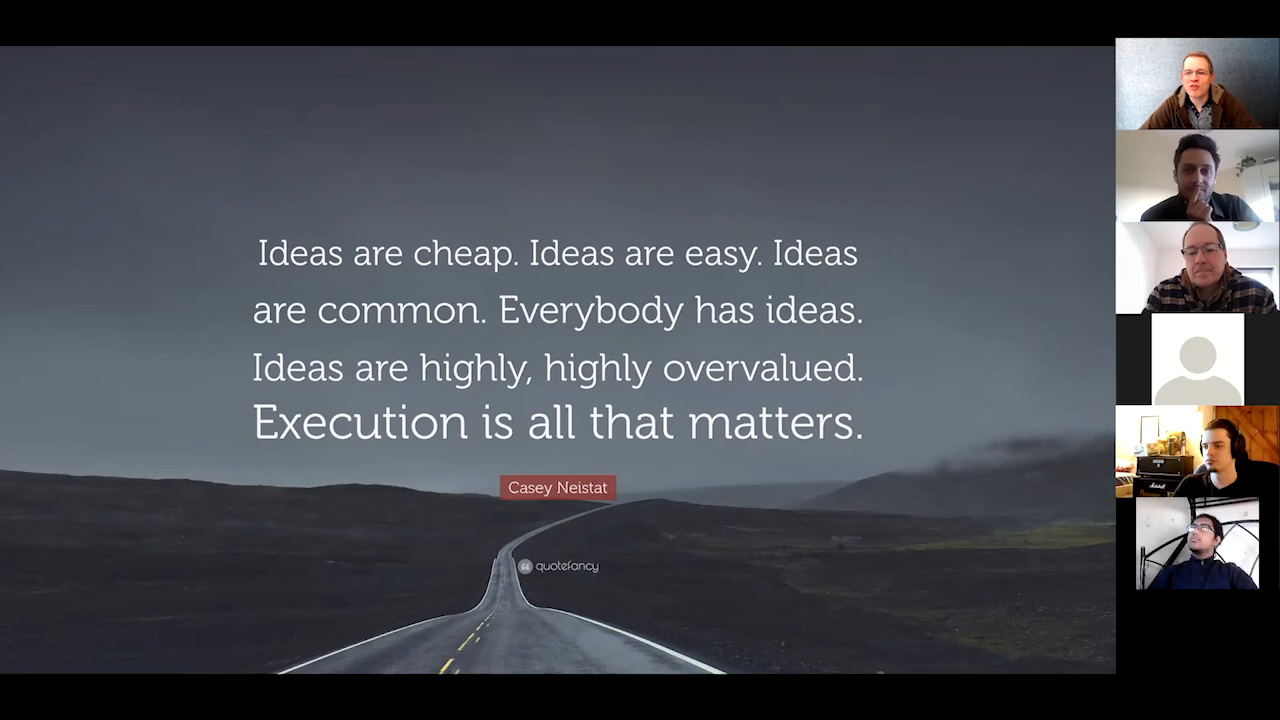 Ideas are cheap. Ideas are easy. Ideas
are common. Everybody has ideas.
Ideas are highly, highly overvalued.
Execution is all that matters.
Casey Neistat
quotefancy
Marshall